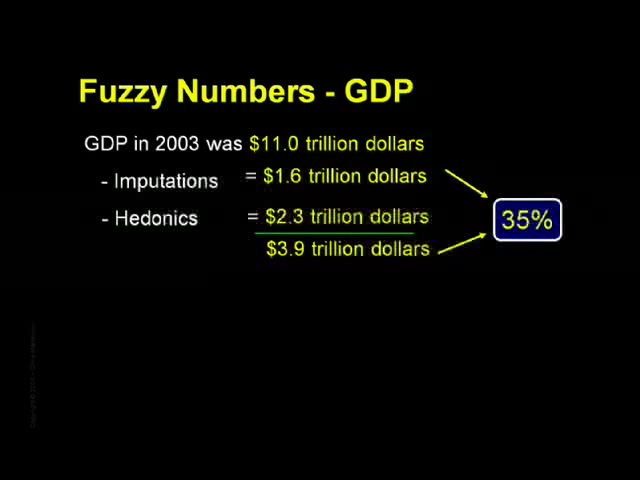 Fuzzy Numbers - GDP
GDP in 2003 was $11.0 trillion dollars
- Imputations = $1.6 trillion dollars
- Hedonics = $2.3 trillion dollars
$3.9 trillion dollars
35%